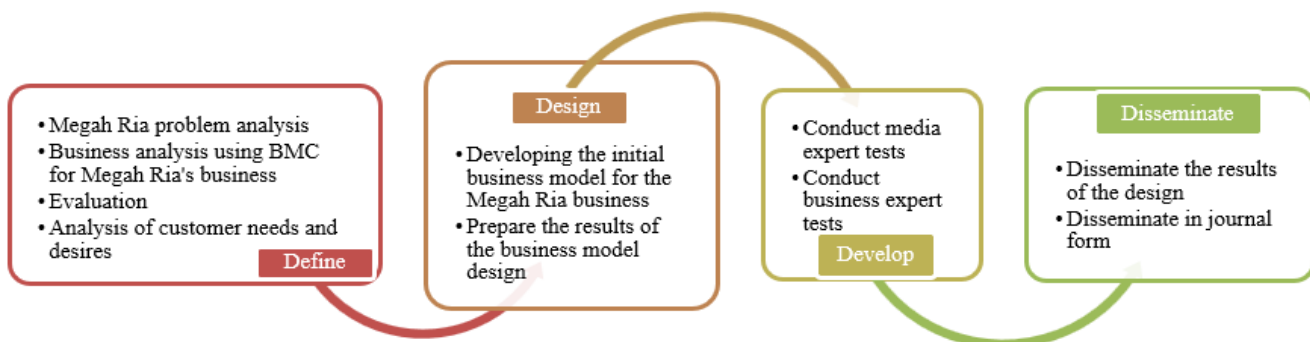 • Megah Ria problem analysis
• Business analysis using BMC
for Megah Ria's business
• Evaluation
• Analysis of customer needs and
desires
Define
Design
• Developing the initial
business model for the
Megah Ria business
• Prepare the results of
the business model
design
• Conduct media
expert tests
• Conduct
business expert
tests
Develop
Disseminate
• Disseminate the results
of the design
• Disseminate in journal
form